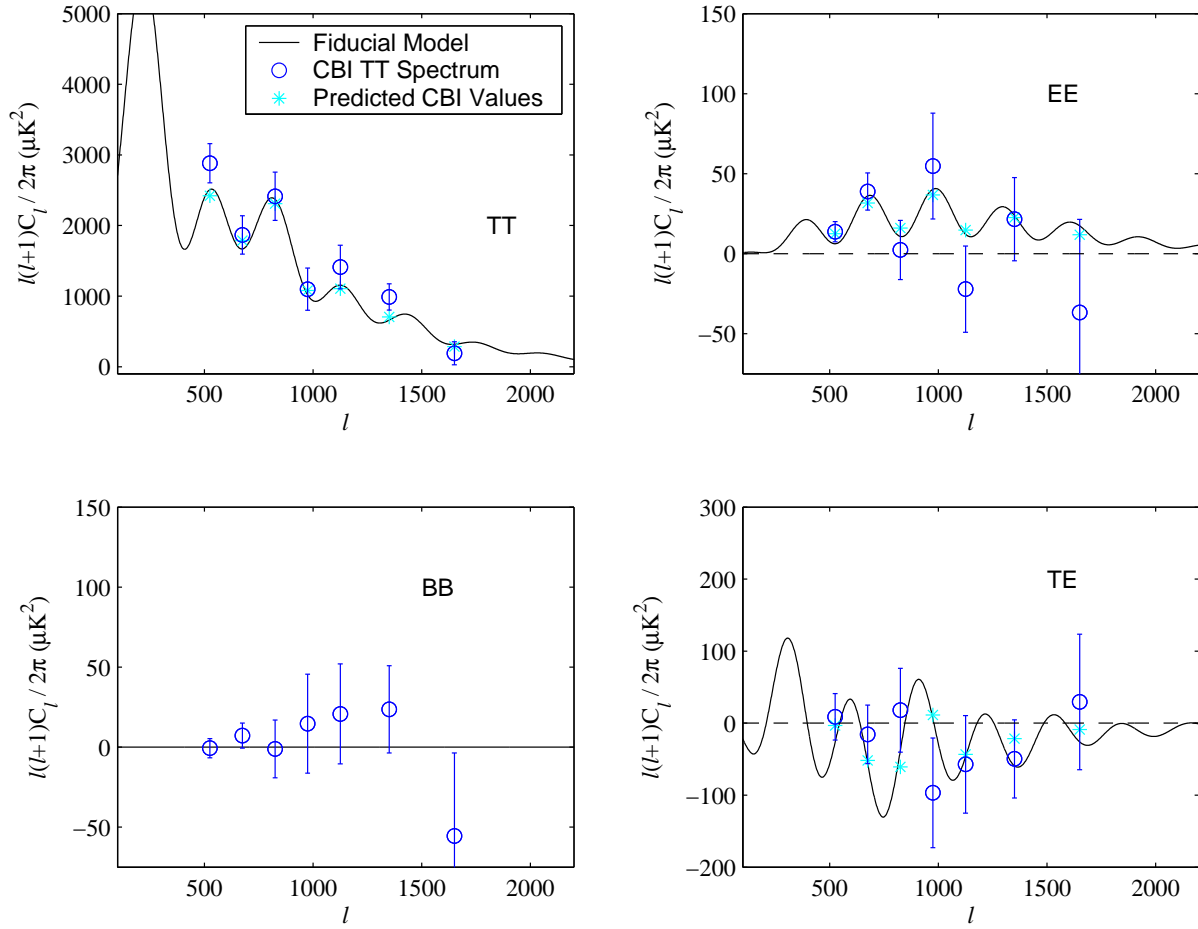 5000
4000
3000
2000
1000
0
l(l+1)C_l / 2π (μK²)
Fiducial Model
CBI TT Spectrum
Predicted CBI Values
TT
500 1000 1500 2000
l
150
100
50
0
−50
l(l+1)C_l / 2π (μK²)
EE
500 1000 1500 2000
l
150
100
50
0
−50
l(l+1)C_l / 2π (μK²)
BB
500 1000 1500 2000
l
300
200
100
0
−100
−200
l(l+1)C_l / 2π (μK²)
TE
500 1000 1500 2000
l